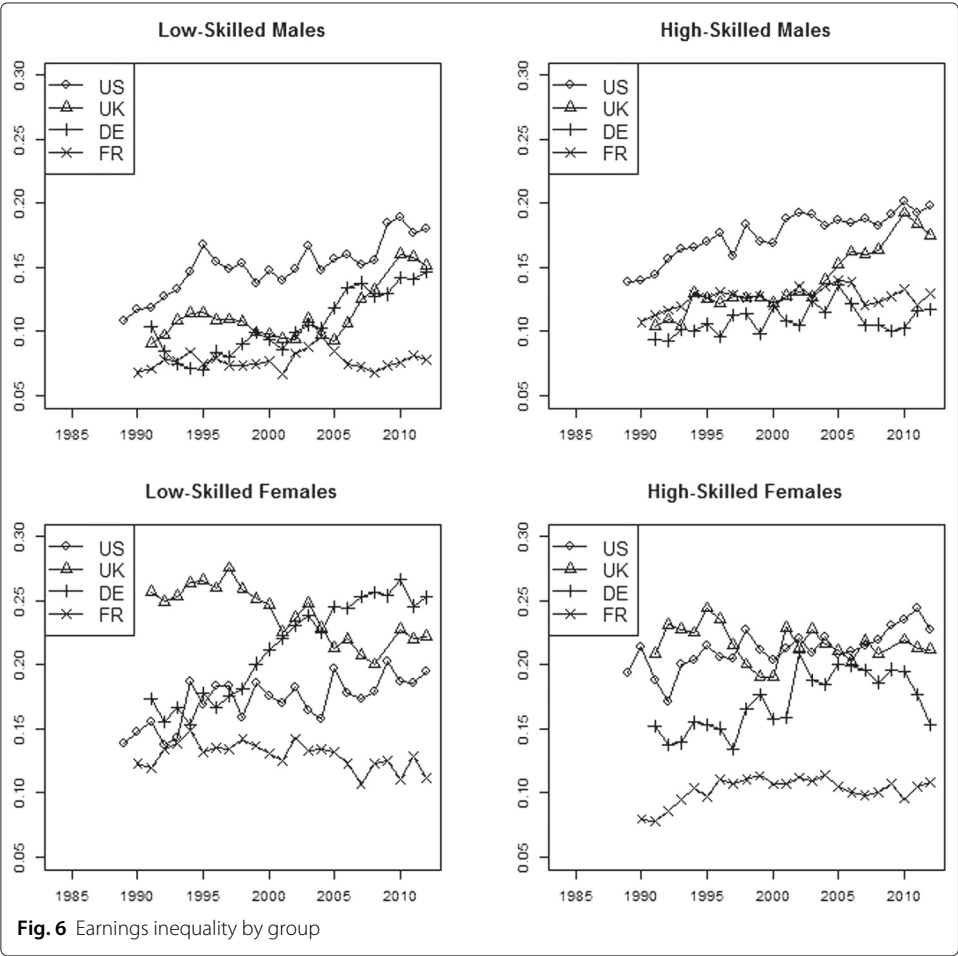 Low-Skilled Males
0.30
0.25
0.20
0.15
0.10
0.05
US
UK
DE
FR
1985 1990 1995 2000 2005 2010
High-Skilled Males
0.30
0.25
0.20
0.15
0.10
0.05
US
UK
DE
FR
1985 1990 1995 2000 2005 2010
Low-Skilled Females
0.30
0.25
0.20
0.15
0.10
0.05
US
UK
DE
FR
1985 1990 1995 2000 2005 2010
High-Skilled Females
0.30
0.25
0.20
0.15
0.10
0.05
US
UK
DE
FR
1985 1990 1995 2000 2005 2010
Fig. 6 Earnings inequality by group